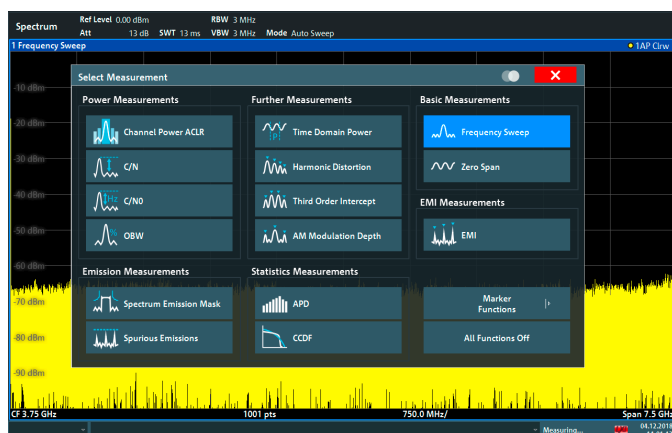 Spectrum
Ref Level 0.00 dBm RBW 3 MHz
Att 13 dB SWT 13 ms VBW 3 MHz Mode Auto Sweep
1 Frequency Sweep 1AP Clrw
Select Measurement
Power Measurements
Channel Power ACLR
C/N
C/N0
OBW
Further Measurements
Time Domain Power
Harmonic Distortion
Third Order Intercept
AM Modulation Depth
Basic Measurements
Frequency Sweep
Zero Span
EMI Measurements
EMI
Emission Measurements
Spectrum Emission Mask
Spurious Emissions
Statistics Measurements
APD
CCDF
Marker
Functions
All Functions Off
-10 dBm
-20 dBm
-30 dBm
-40 dBm
-50 dBm
-60 dBm
-70 dBm
-80 dBm
-90 dBm
CF 3.75 GHz 1001 pts 750.0 MHz/ Span 7.5 GHz
Measuring...